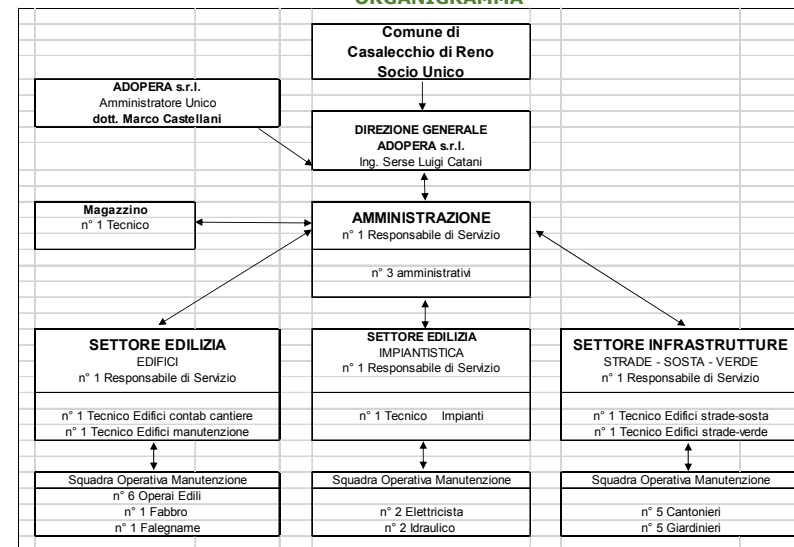 ORGANIGRAMMA
Comune di
Casalecchio di Reno
Socio Unico
ADOPERA s.r.l.
Amministratore Unico
dott. Marco Castellani
DIREZIONE GENERALE
ADOPERA s.r.l.
Ing. Serse Luigi Catani
Magazzino
n° 1 Tecnico
AMMINISTRAZIONE
n° 1 Responsabile di Servizio
n° 3 amministrativi
SETTORE EDILIZIA
EDIFICI
n° 1 Responsabile di Servizio
n° 1 Tecnico Edifici contab cantiere
n° 1 Tecnico Edifici manutenzione
SETTORE EDILIZIA
IMPIANTISTICA
n° 1 Responsabile di Servizio
n° 1 Tecnico Impianti
SETTORE INFRASTRUTTURE
STRADE - SOSTA - VERDE
n° 1 Responsabile di Servizio
n° 1 Tecnico Edifici strade-sosta
n° 1 Tecnico Edifici strade-verde
Squadra Operativa Manutenzione
n° 6 Operai Edili
n° 1 Fabbro
n° 1 Falegname
Squadra Operativa Manutenzione
n° 2 Elettricista
n° 2 Idraulico
Squadra Operativa Manutenzione
n° 5 Cantonieri
n° 5 Giardinieri